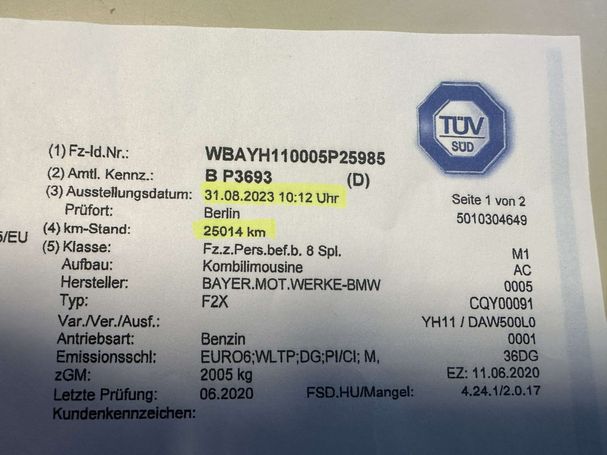 TÜV
SÜD
(1) Fz-Id.Nr.: WBAYH110005P25985
(2) Amtl. Kennz.: B P3693 (D)
(3) Ausstellungsdatum: 31.08.2023 10:12 Uhr Seite 1 von 2
Prüfort: Berlin 5010304649
5/EU
(4) km-Stand: 25014 km
(5) Klasse: Fz.z.Pers.bef.b. 8 Spl. M1
Aufbau: Kombilimousine AC
Hersteller: BAYER.MOT.WERKE-BMW 0005
Typ: F2X CQY00091
Var./Ver./Ausf.: YH11 / DAW500L0
Antriebsart: Benzin 0001
Emissionsschl.: EURO6;WLTP;DG;PI/CI; M, 36DG
zGM: 2005 kg EZ: 11.06.2020
Letzte Prüfung: 06.2020 FSD.HU/Mangel: 4.24.1/2.0.17
Kundenkennzeichen: